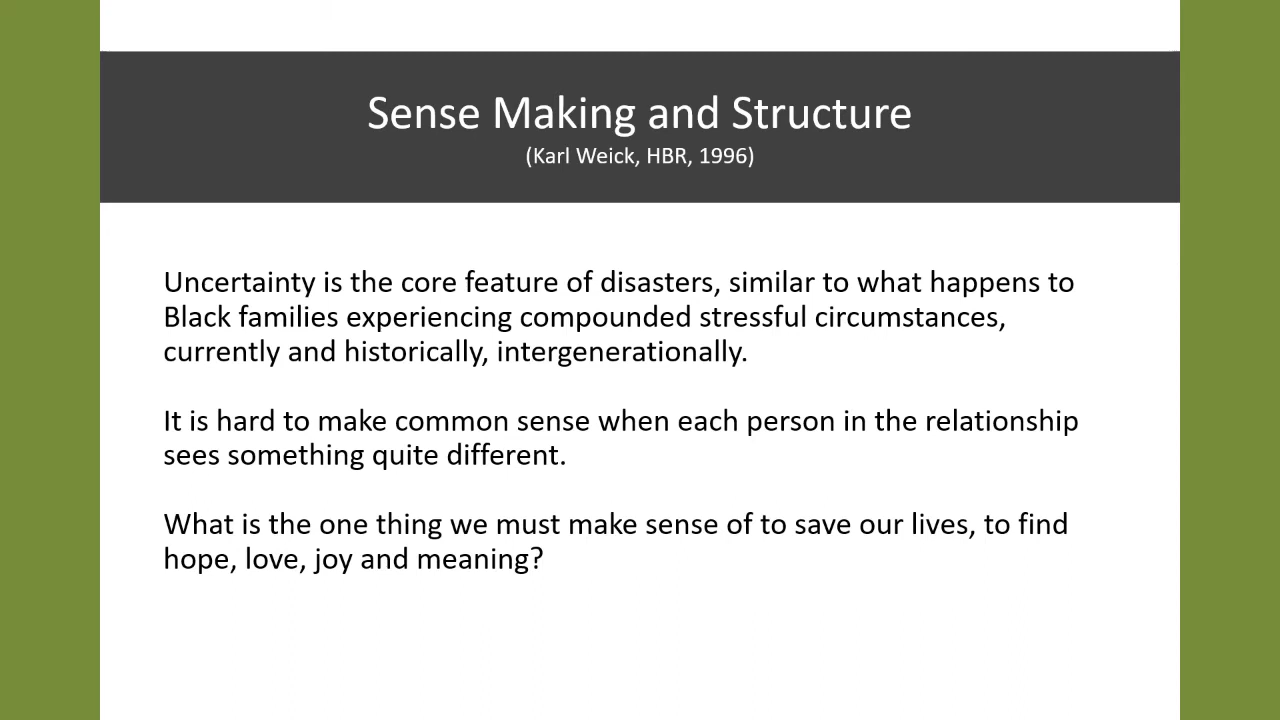 Sense Making and Structure
(Karl Weick, HBR, 1996)
Uncertainty is the core feature of disasters, similar to what happens to
Black families experiencing compounded stressful circumstances,
currently and historically, intergenerationally.
It is hard to make common sense when each person in the relationship
sees something quite different.
What is the one thing we must make sense of to save our lives, to find
hope, love, joy and meaning?